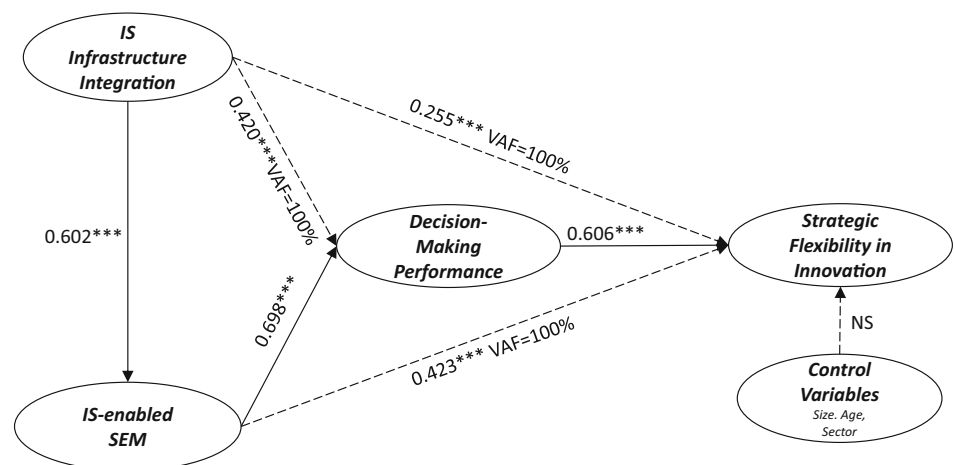 IS
Infrastructure
Integration
0.255*** VAF=100%
0.420***VAF=100%
0.602***
Decision-
Making
Performance
0.606***
Strategic
Flexibility in
Innovation
0.698***
0.423*** VAF=100%
NS
IS-enabled
SEM
Control
Variables
Size. Age,
Sector